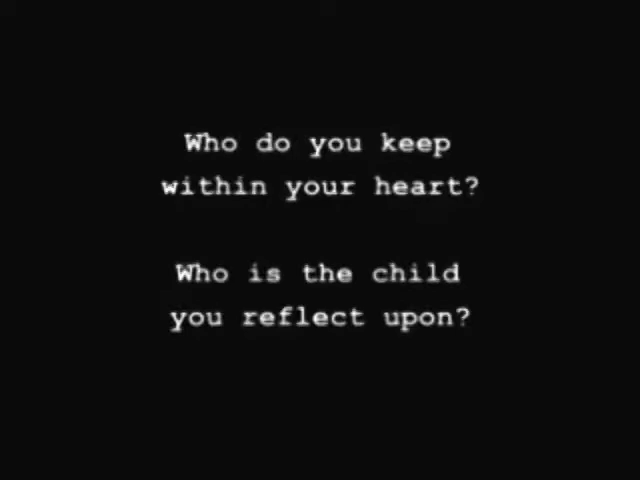 Who do you keep
within your heart?
Who is the child
you reflect upon?